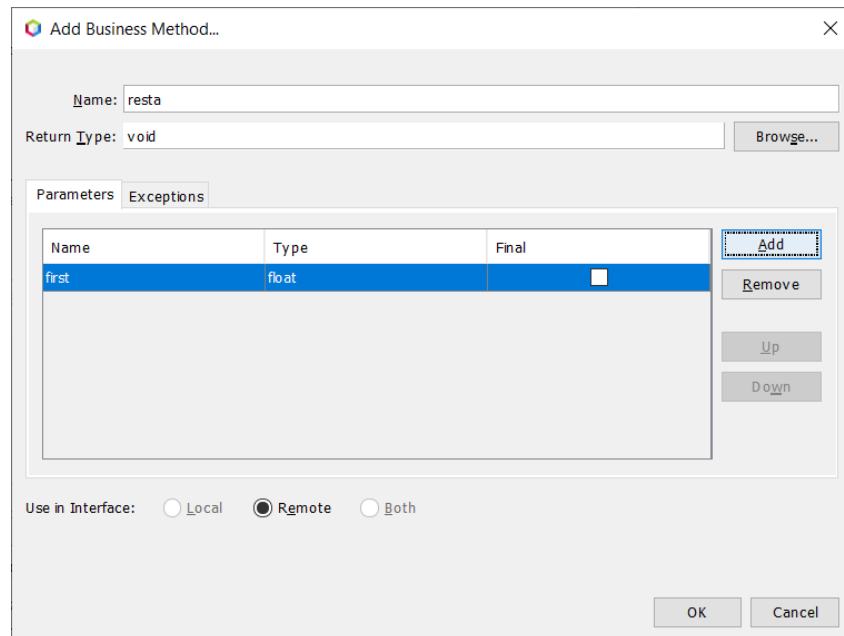 Add Business Method...
Name: resta
Return Type: void Browse...
Parameters Exceptions
Name Type Final Add
first float Remove
Up
Down
Use in Interface: Local Remote Both
OK Cancel